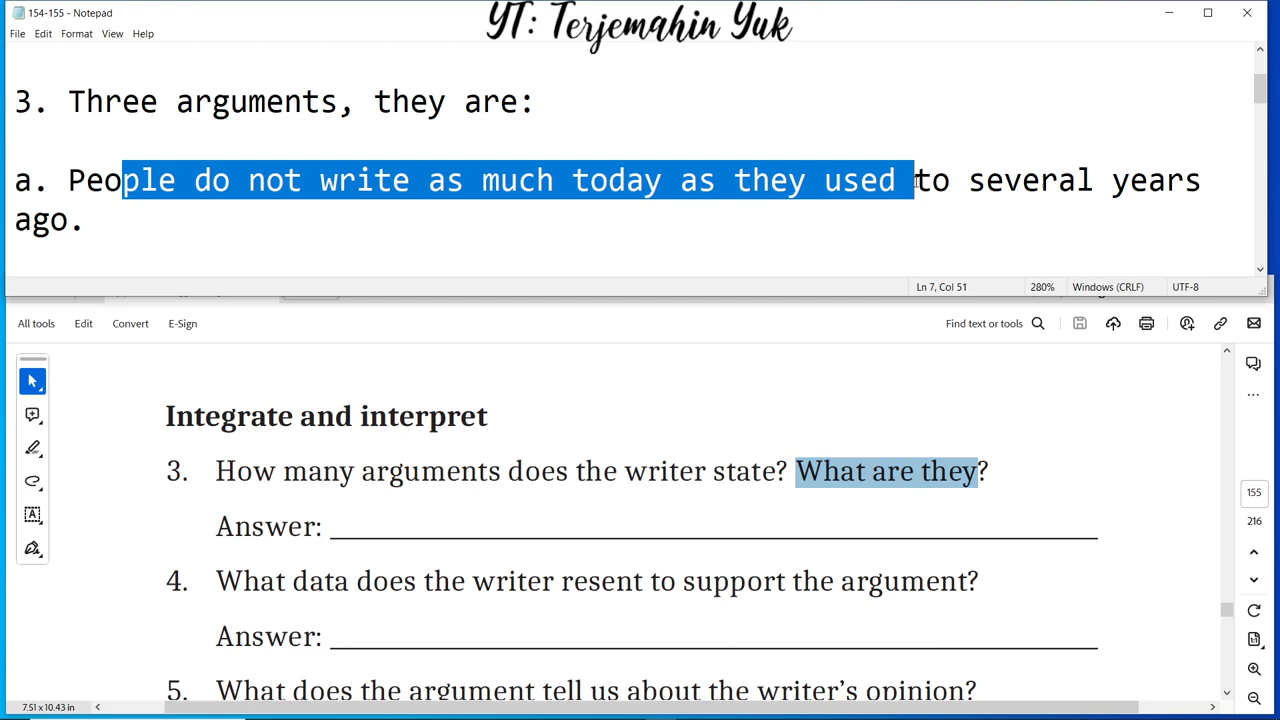 154-155 - Notepad
YT: Terjemahin Yuk
File Edit Format View Help
3. Three arguments, they are:
a. People do not write as much today as they used to several years
ago.
Ln 7, Col 51 280% Windows (CRLF) UTF-8
All tools Edit Convert E-Sign Find text or tools
Integrate and interpret
3. How many arguments does the writer state? What are they?
Answer:
4. What data does the writer resent to support the argument?
Answer:
5. What does the argument tell us about the writer's opinion?
155
216
7.51 x 10.43 in